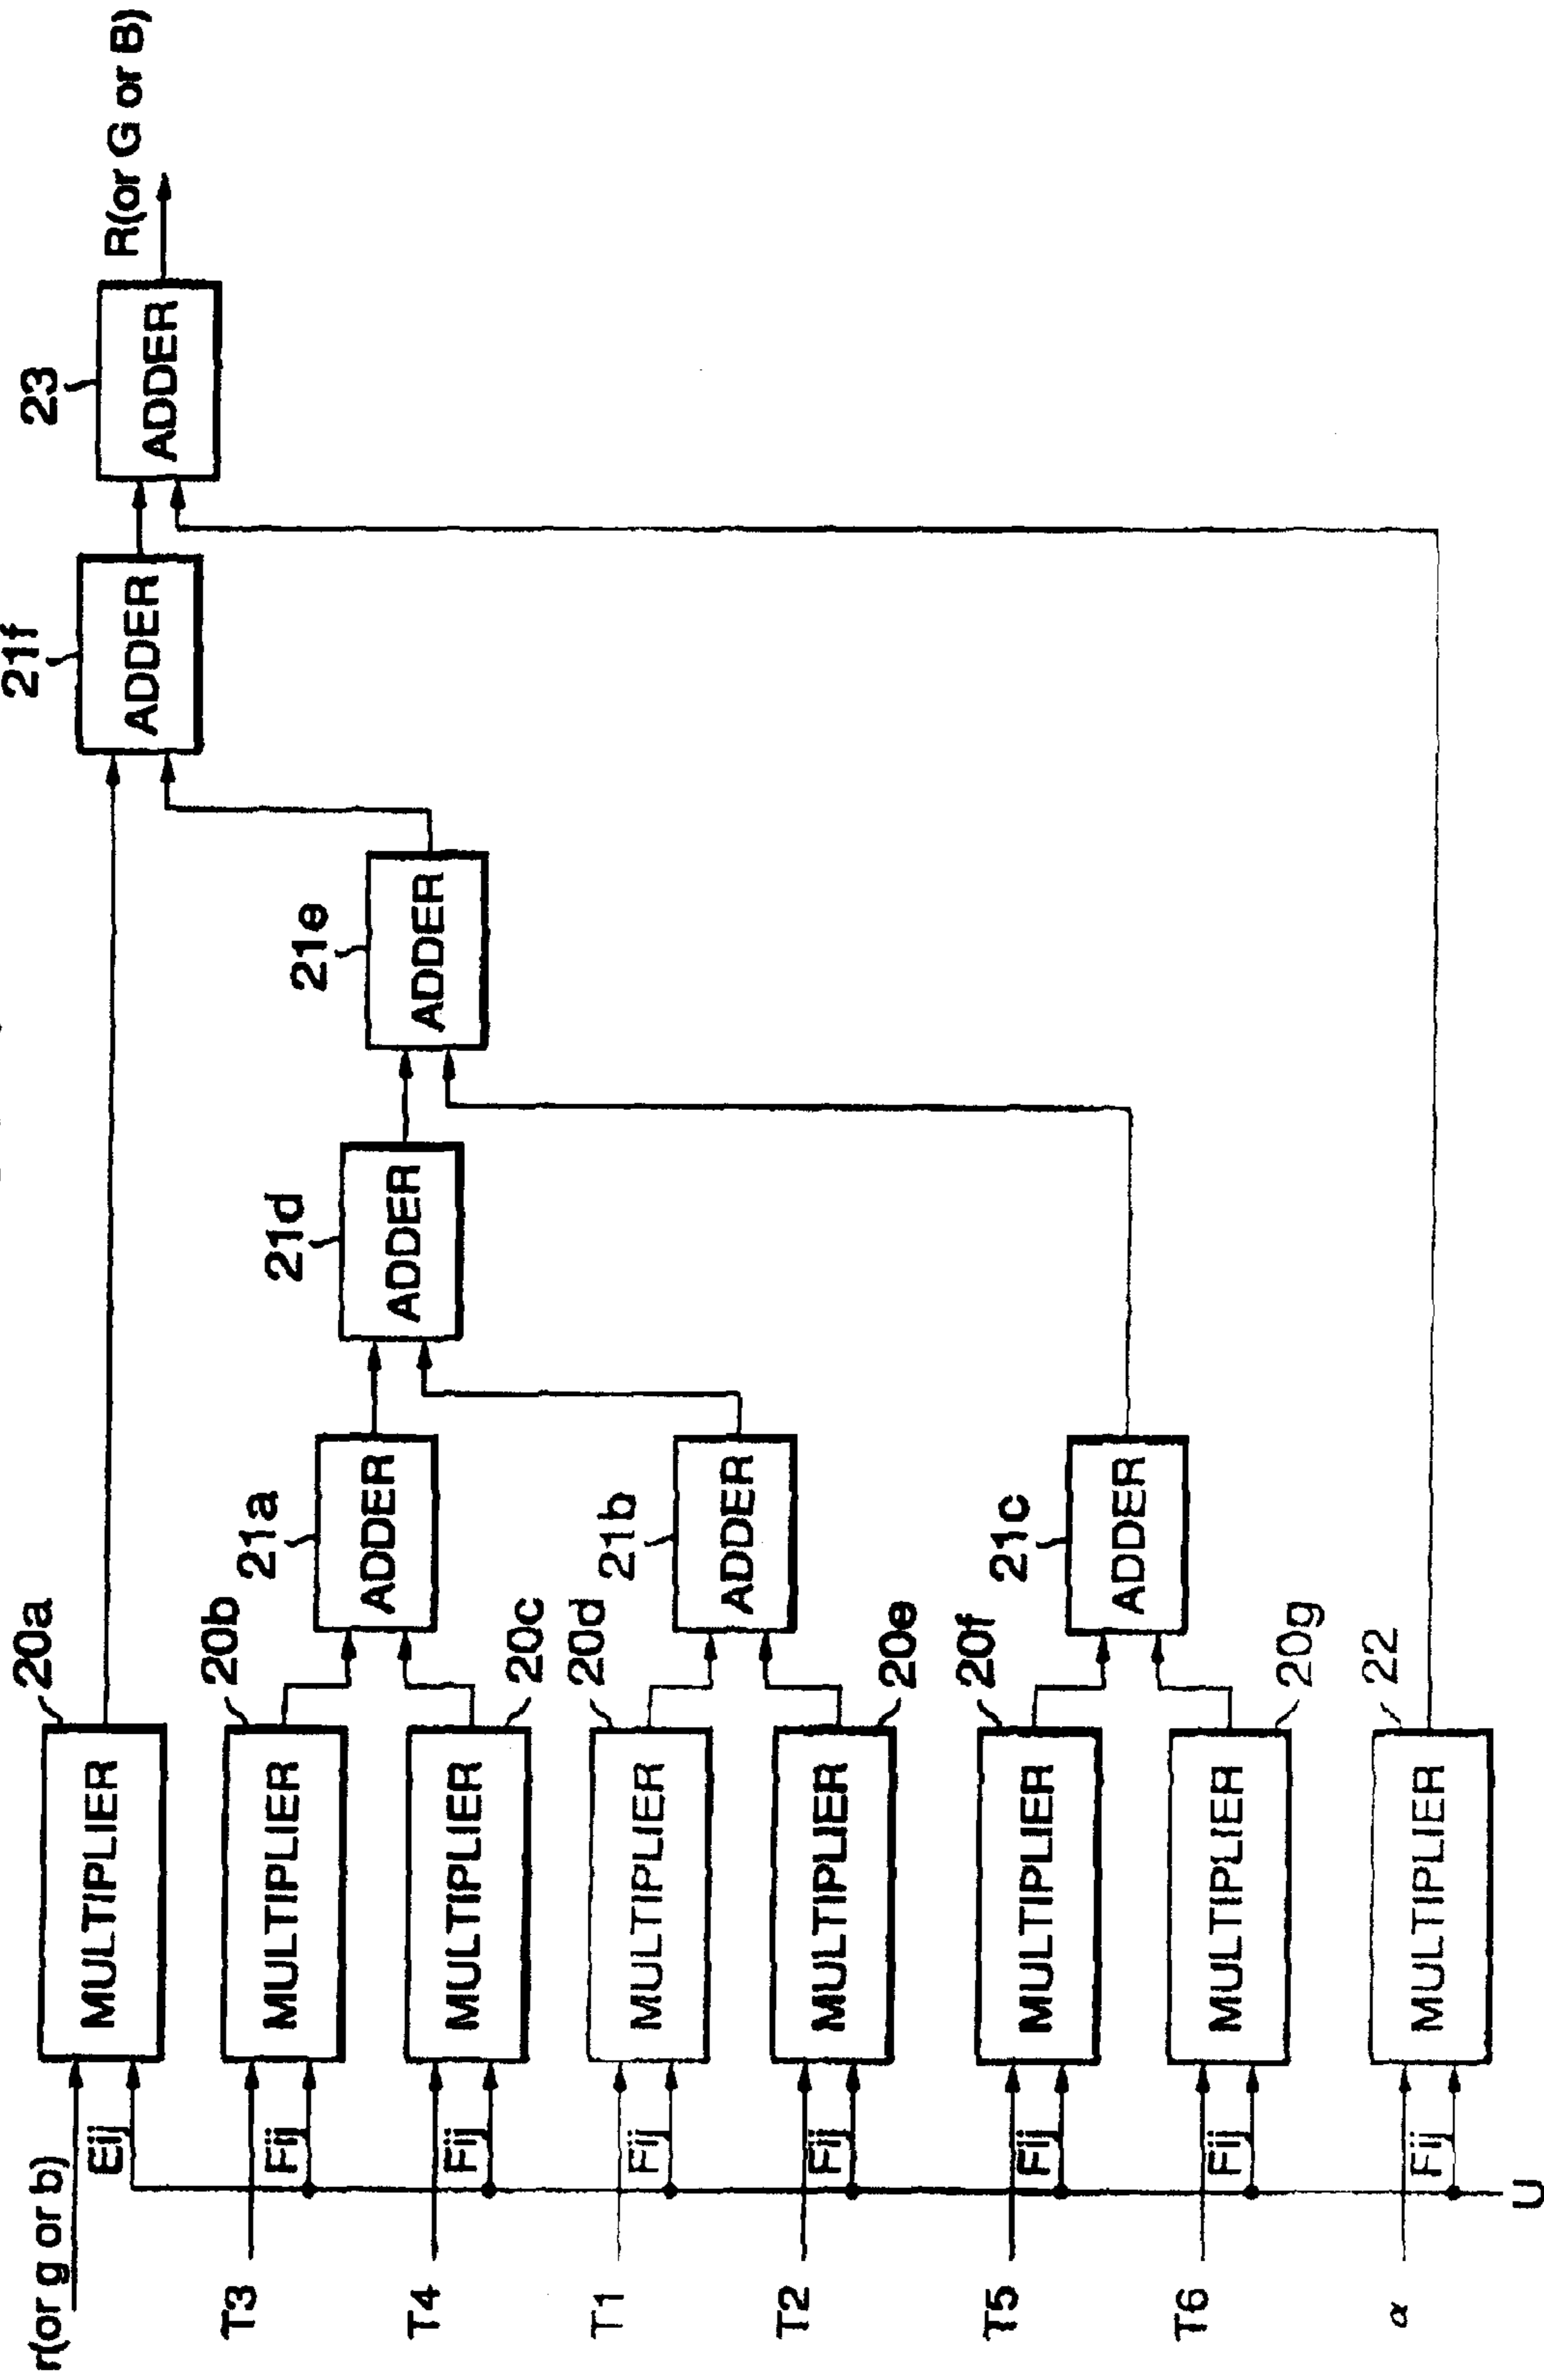 r(or g or b)
Eij
MULTIPLIER
20a
T3
Fij
MULTIPLIER
20b
T4
Fij
MULTIPLIER
20c
T1
Fij
MULTIPLIER
20d
T2
Fij
MULTIPLIER
20e
T5
Fij
MULTIPLIER
20f
T6
Fij
MULTIPLIER
20g
α
Fij
MULTIPLIER
22
U
ADDER
21a
ADDER
21b
ADDER
21c
ADDER
21d
ADDER
21e
ADDER
21f
ADDER
23
R(or G or B)